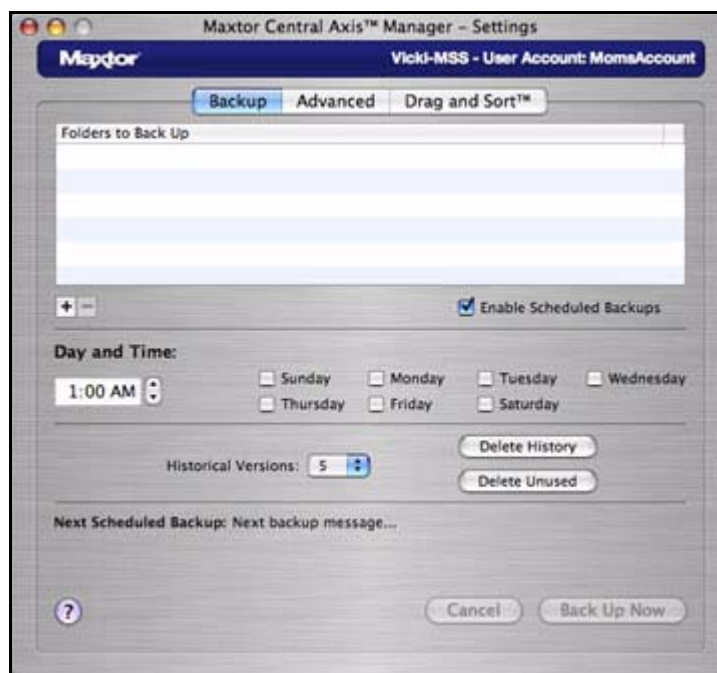 Maxtor Central Axis™ Manager – Settings
Maxtor
Vicki-MSS - User Account: MomsAccount
Backup Advanced Drag and Sort™
Folders to Back Up
+ −
Enable Scheduled Backups
Day and Time:
1:00 AM
Sunday Monday Tuesday Wednesday
Thursday Friday Saturday
Historical Versions: 5
Delete History
Delete Unused
Next Scheduled Backup: Next backup message...
?
Cancel Back Up Now